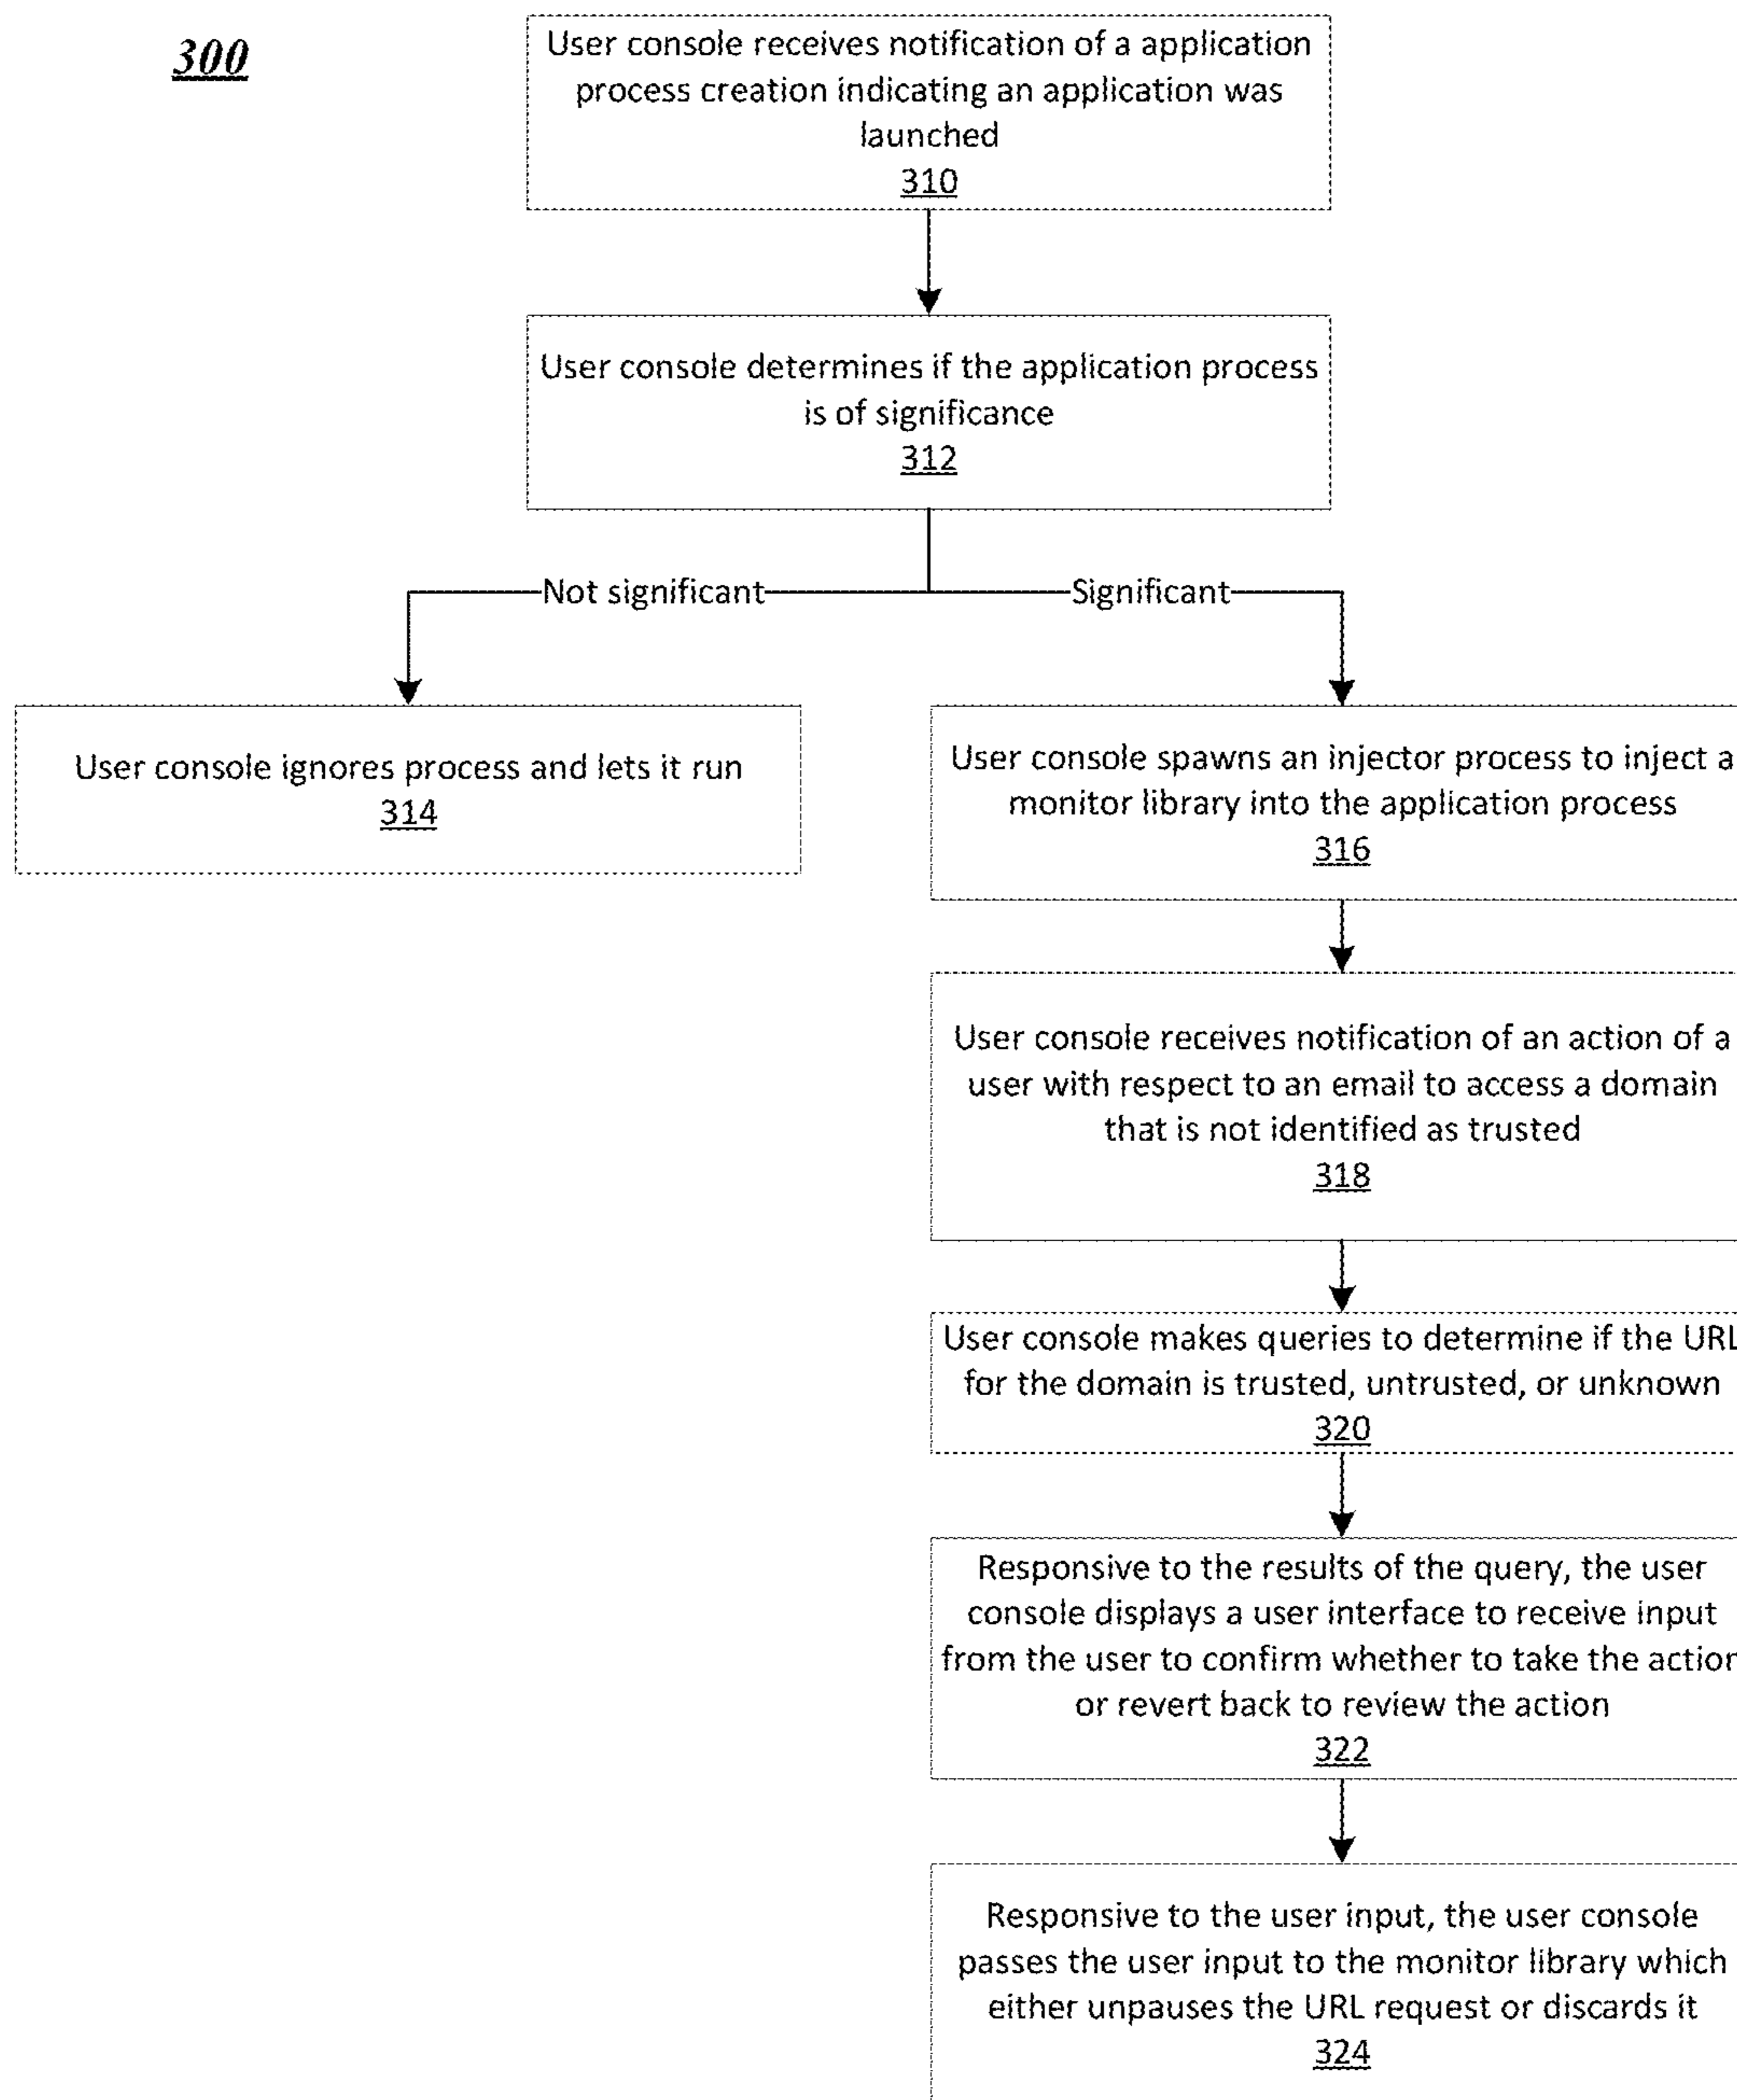 300
User console receives notification of a application
process creation indicating an application was
launched
310
User console determines if the application process
is of significance
312
Not significant
Significant
User console ignores process and lets it run
314
User console spawns an injector process to inject a
monitor library into the application process
316
User console receives notification of an action of a
user with respect to an email to access a domain
that is not identified as trusted
318
User console makes queries to determine if the URL
for the domain is trusted, untrusted, or unknown
320
Responsive to the results of the query, the user
console displays a user interface to receive input
from the user to confirm whether to take the action
or revert back to review the action
322
Responsive to the user input, the user console
passes the user input to the monitor library which
either unpauses the URL request or discards it
324